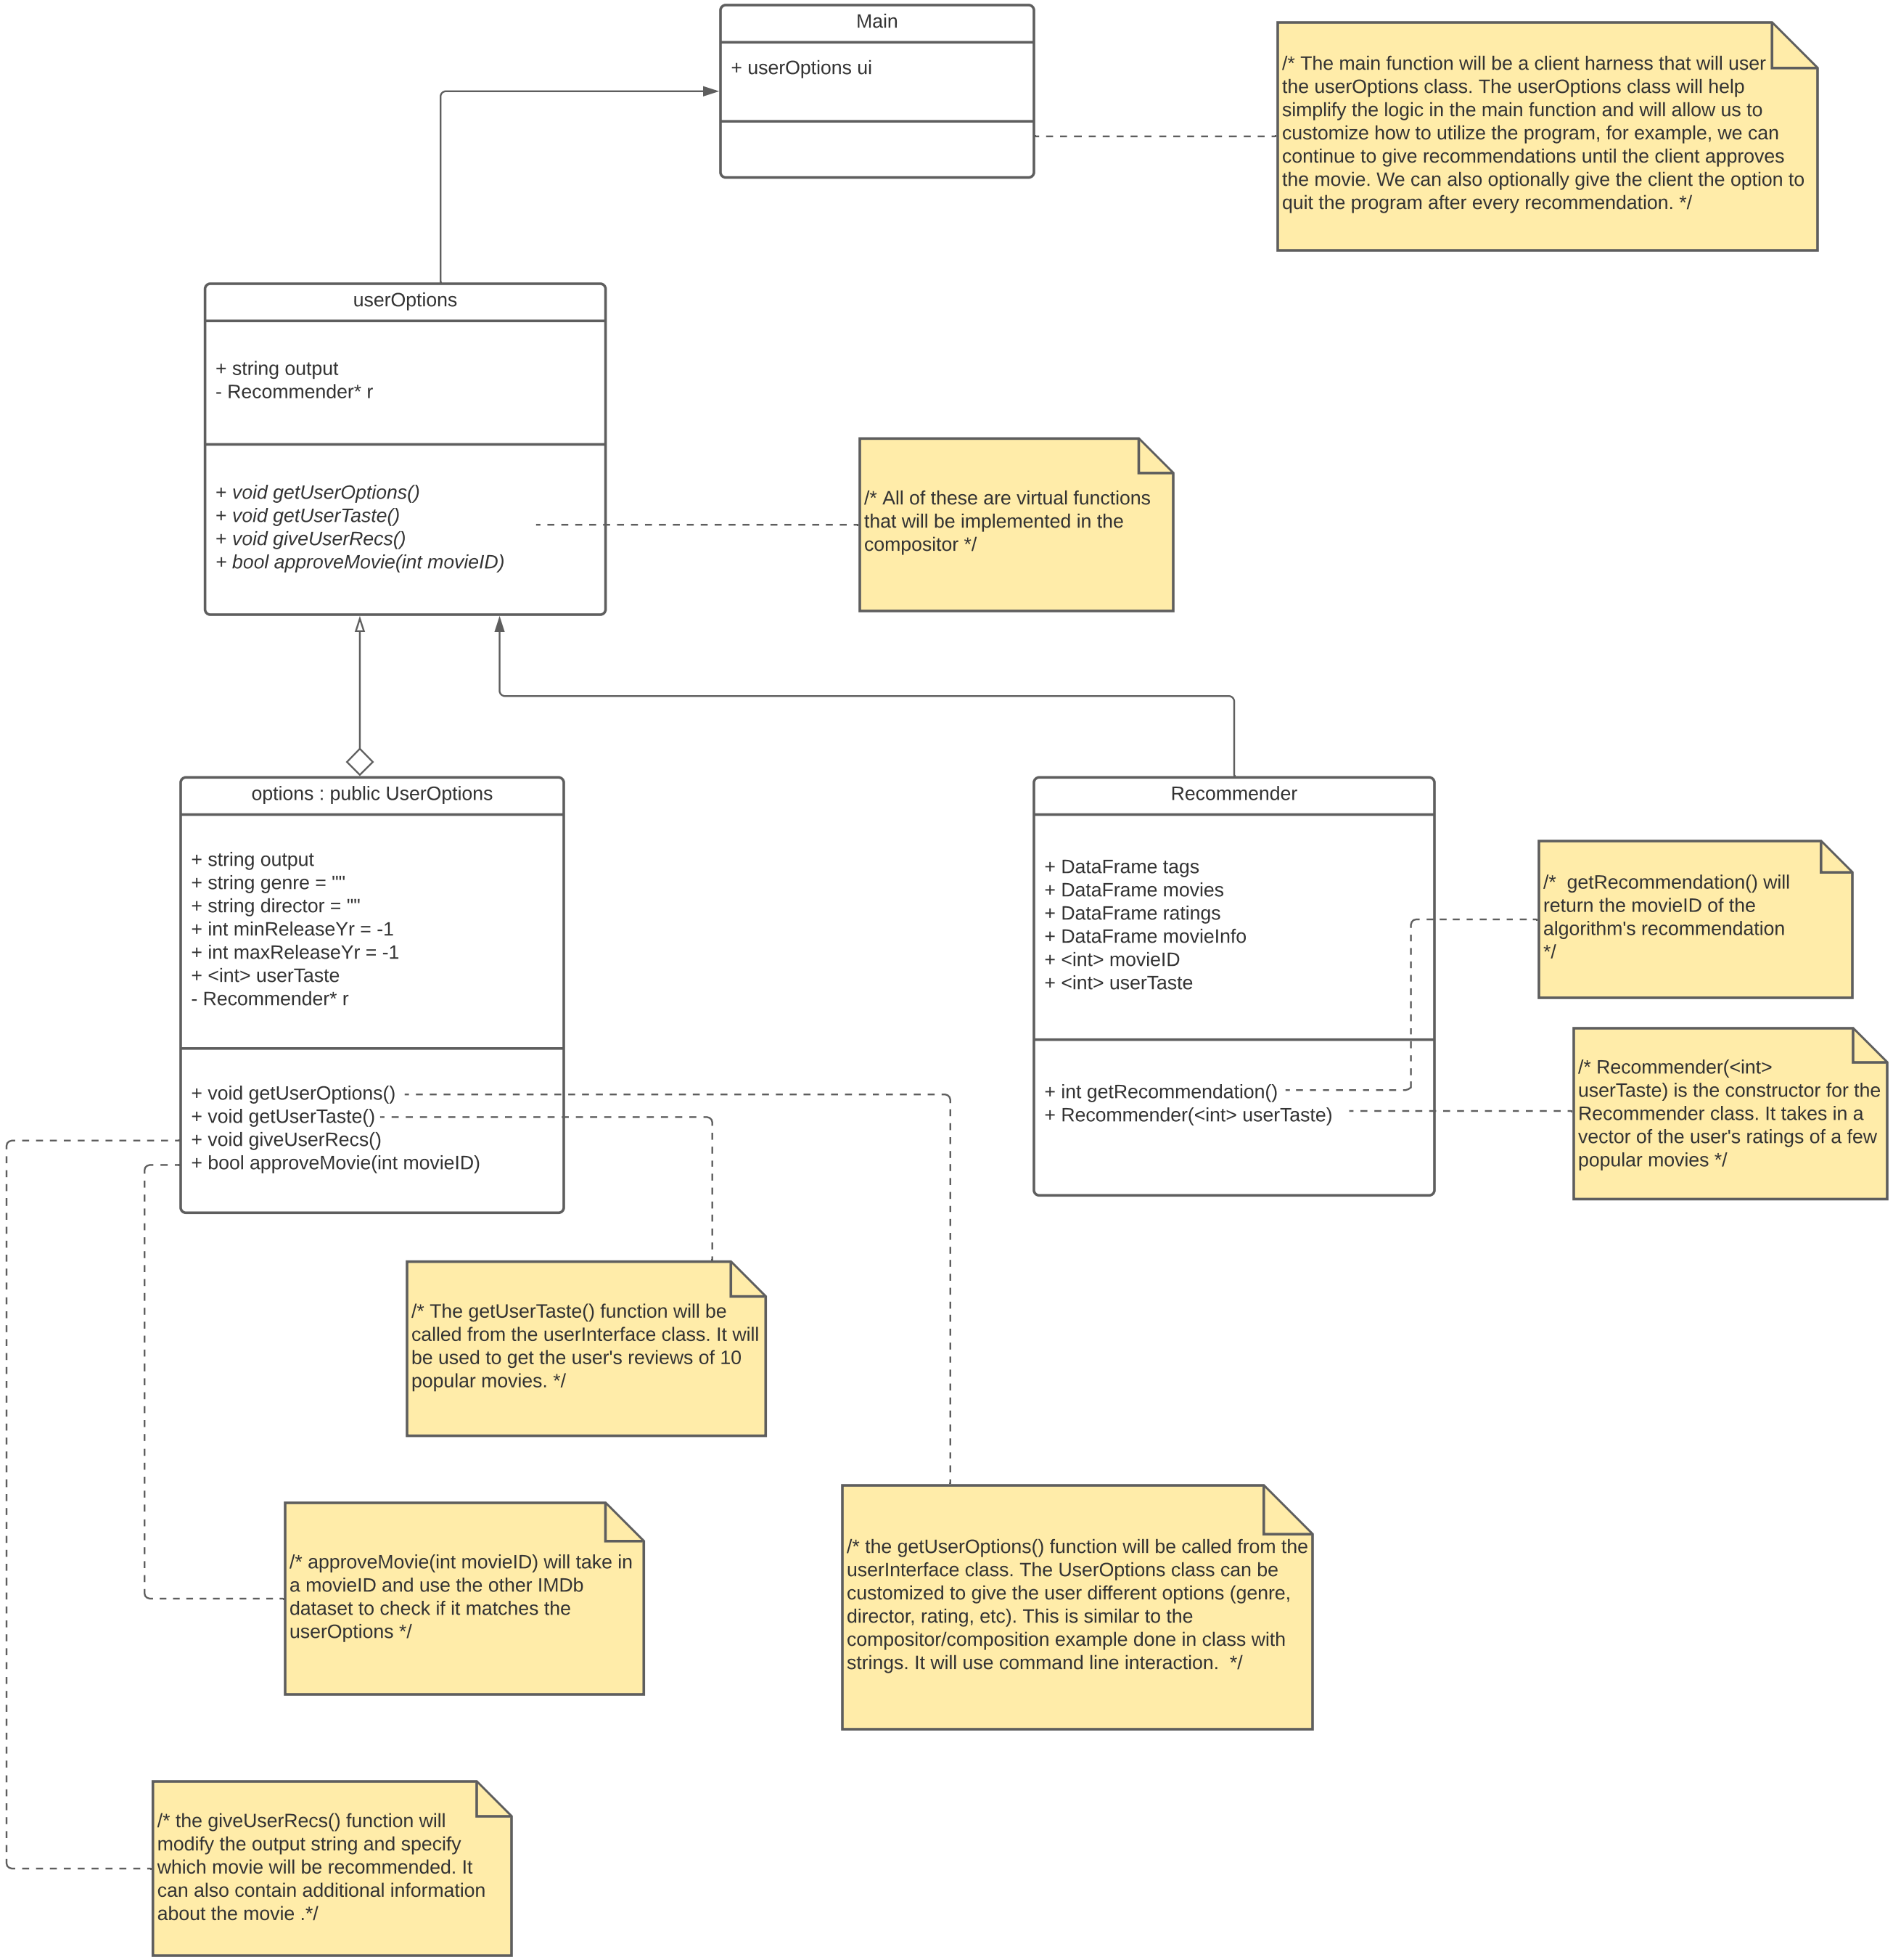 Main
+ userOptions ui
/* The main function will be a client harness that will user
the userOptions class. The userOptions class will help
simplify the logic in the main function and will allow us to
customize how to utilize the program, for example, we can
continue to give recommendations until the client approves
the movie. We can also optionally give the client the option to
quit the program after every recommendation. */
userOptions
+ string output
- Recommender* r
+ void getUserOptions()
+ void getUserTaste()
+ void giveUserRecs()
+ bool approveMovie(int movieID)
/* All of these are virtual functions
that will be implemented in the
compositor */
options : public UserOptions
+ string output
+ string genre = ""
+ string director = ""
+ int minReleaseYr = -1
+ int maxReleaseYr = -1
+ <int> userTaste
- Recommender* r
+ void getUserOptions()
+ void getUserTaste()
+ void giveUserRecs()
+ bool approveMovie(int movieID)
Recommender
+ DataFrame tags
+ DataFrame movies
+ DataFrame ratings
+ DataFrame movieInfo
+ <int> movieID
+ <int> userTaste
+ int getRecommendation()
+ Recommender(<int> userTaste)
/*  getRecommendation() will
return the movieID of the
algorithm's recommendation
*/
/* Recommender(<int>
userTaste) is the constructor for the
Recommender class. It takes in a
vector of the user's ratings of a few
popular movies */
/* The getUserTaste() function will be
called from the userInterface class. It will
be used to get the user's reviews of 10
popular movies. */
/* approveMovie(int movieID) will take in
a movieID and use the other IMDb
dataset to check if it matches the
userOptions */
/* the getUserOptions() function will be called from the
userInterface class. The UserOptions class can be
customized to give the user different options (genre,
director, rating, etc). This is similar to the
compositor/composition example done in class with
strings. It will use command line interaction.  */
/* the giveUserRecs() function will
modify the output string and specify
which movie will be recommended. It
can also contain additional information
about the movie .*/